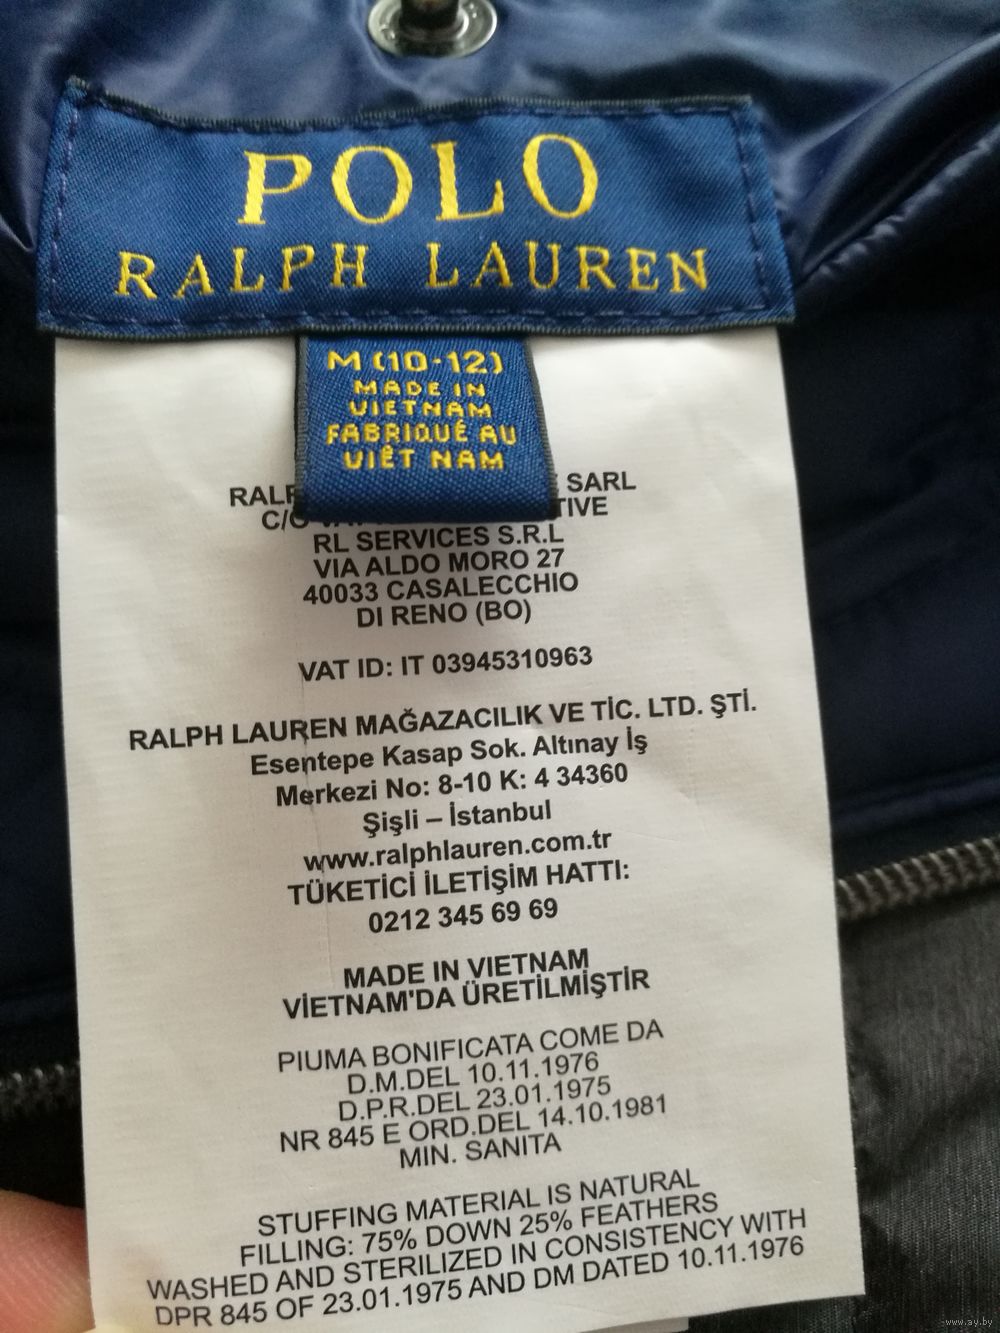 POLO
RALPH LAUREN
M (10-12)
MADE IN
VIETNAM
FABRIQUÉ AU
VIÊT NAM
SARL
C/O
RL SERVICES S.R.L
VIA ALDO MORO 27
40033 CASALECCHIO
DI RENO (BO)
VAT ID: IT 03945310963
RALPH LAUREN MAĞAZACILIK VE TİC. LTD. ŞTİ.
Esentepe Kasap Sok. Altınay İş
Merkezi No: 8-10 K: 4 34360
Şişli – İstanbul
www.ralphlauren.com.tr
TÜKETİCİ İLETİŞİM HATTI:
0212 345 69 69
MADE IN VIETNAM
VİETNAM'DA ÜRETİLMİŞTİR
PIUMA BONIFICATA COME DA
D.M.DEL 10.11.1976
D.P.R.DEL 23.01.1975
NR 845 E ORD.DEL 14.10.1981
MIN. SANITA
STUFFING MATERIAL IS NATURAL
FILLING: 75% DOWN 25% FEATHERS
WASHED AND STERILIZED IN CONSISTENCY WITH
DPR 845 OF 23.01.1975 AND DM DATED 10.11.1976
www.ay.by